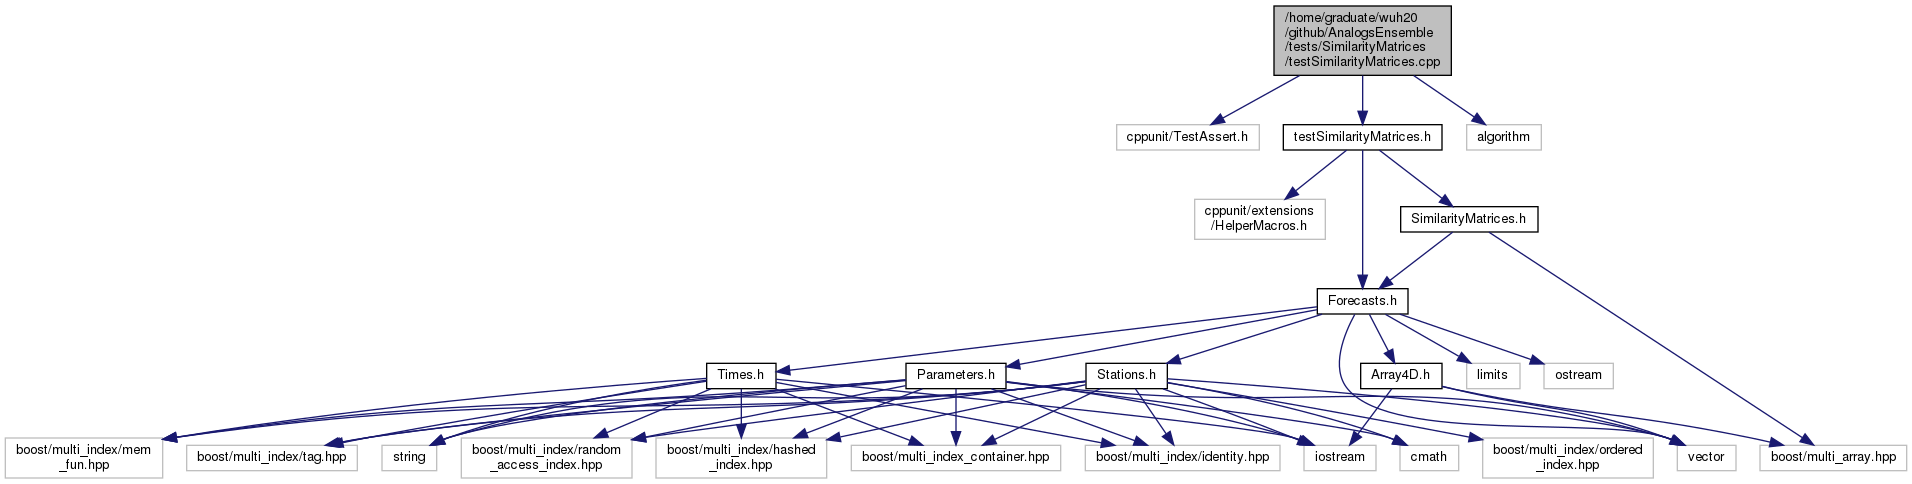 /home/graduate/wuh20
/github/AnalogsEnsemble
/tests/SimilarityMatrices
/testSimilarityMatrices.cpp
cppunit/TestAssert.h
testSimilarityMatrices.h
algorithm
cppunit/extensions
/HelperMacros.h
SimilarityMatrices.h
Forecasts.h
Times.h
Parameters.h
Stations.h
Array4D.h
limits
ostream
boost/multi_index/mem
_fun.hpp
boost/multi_index/tag.hpp
string
boost/multi_index/random
_access_index.hpp
boost/multi_index/hashed
_index.hpp
boost/multi_index_container.hpp
boost/multi_index/identity.hpp
iostream
cmath
boost/multi_index/ordered
_index.hpp
vector
boost/multi_array.hpp